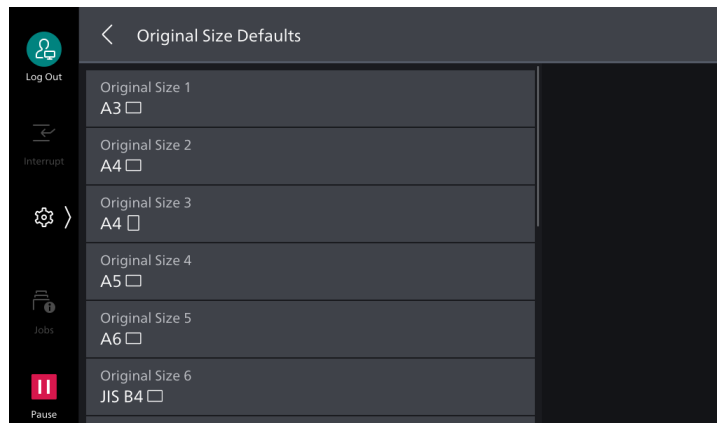 Original Size Defaults
Log Out
Interrupt
Jobs
Pause
Original Size 1
A3
Original Size 2
A4
Original Size 3
A4
Original Size 4
A5
Original Size 5
A6
Original Size 6
JIS B4